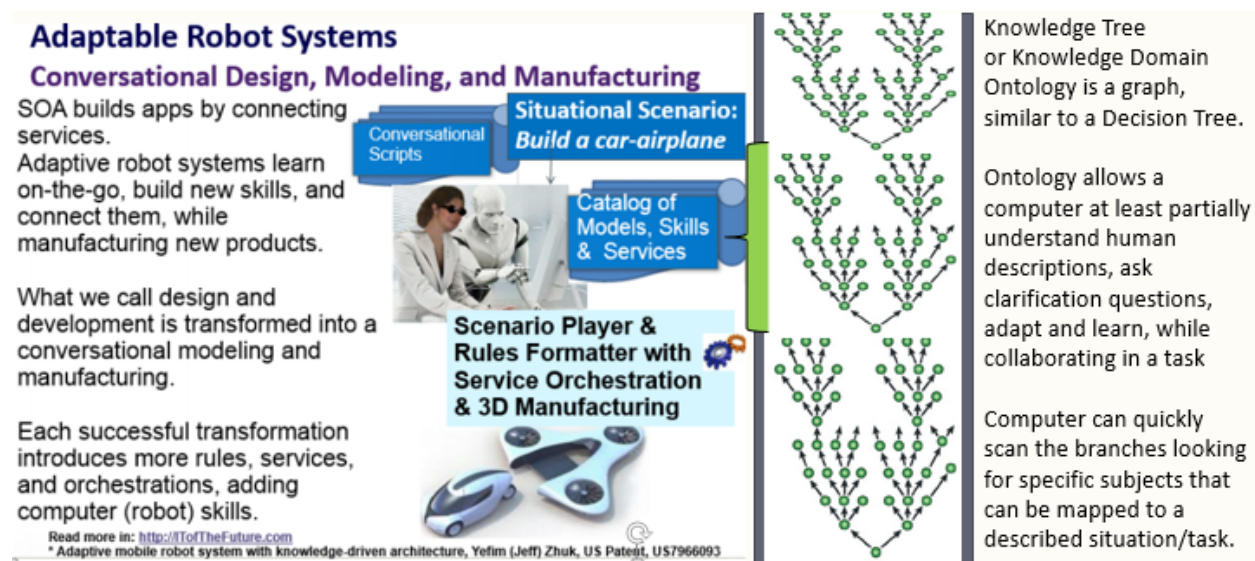 Adaptable Robot Systems
Conversational Design, Modeling, and Manufacturing
SOA builds apps by connecting
services.
Adaptive robot systems learn
on-the-go, build new skills, and
connect them, while
manufacturing new products.
What we call design and
development is transformed into a
conversational modeling and
manufacturing.
Each successful transformation
introduces more rules, services,
and orchestrations, adding
computer (robot) skills.
Conversational
Scripts
Situational Scenario:
Build a car-airplane
Catalog of
Models, Skills
& Services
Scenario Player &
Rules Formatter with
Service Orchestration
& 3D Manufacturing
Read more in: http://ITofTheFuture.com
* Adaptive mobile robot system with knowledge-driven architecture, Yefim (Jeff) Zhuk, US Patent, US7966093
Knowledge Tree
or Knowledge Domain
Ontology is a graph,
similar to a Decision Tree.
Ontology allows a
computer at least partially
understand human
descriptions, ask
clarification questions,
adapt and learn, while
collaborating in a task
Computer can quickly
scan the branches looking
for specific subjects that
can be mapped to a
described situation/task.